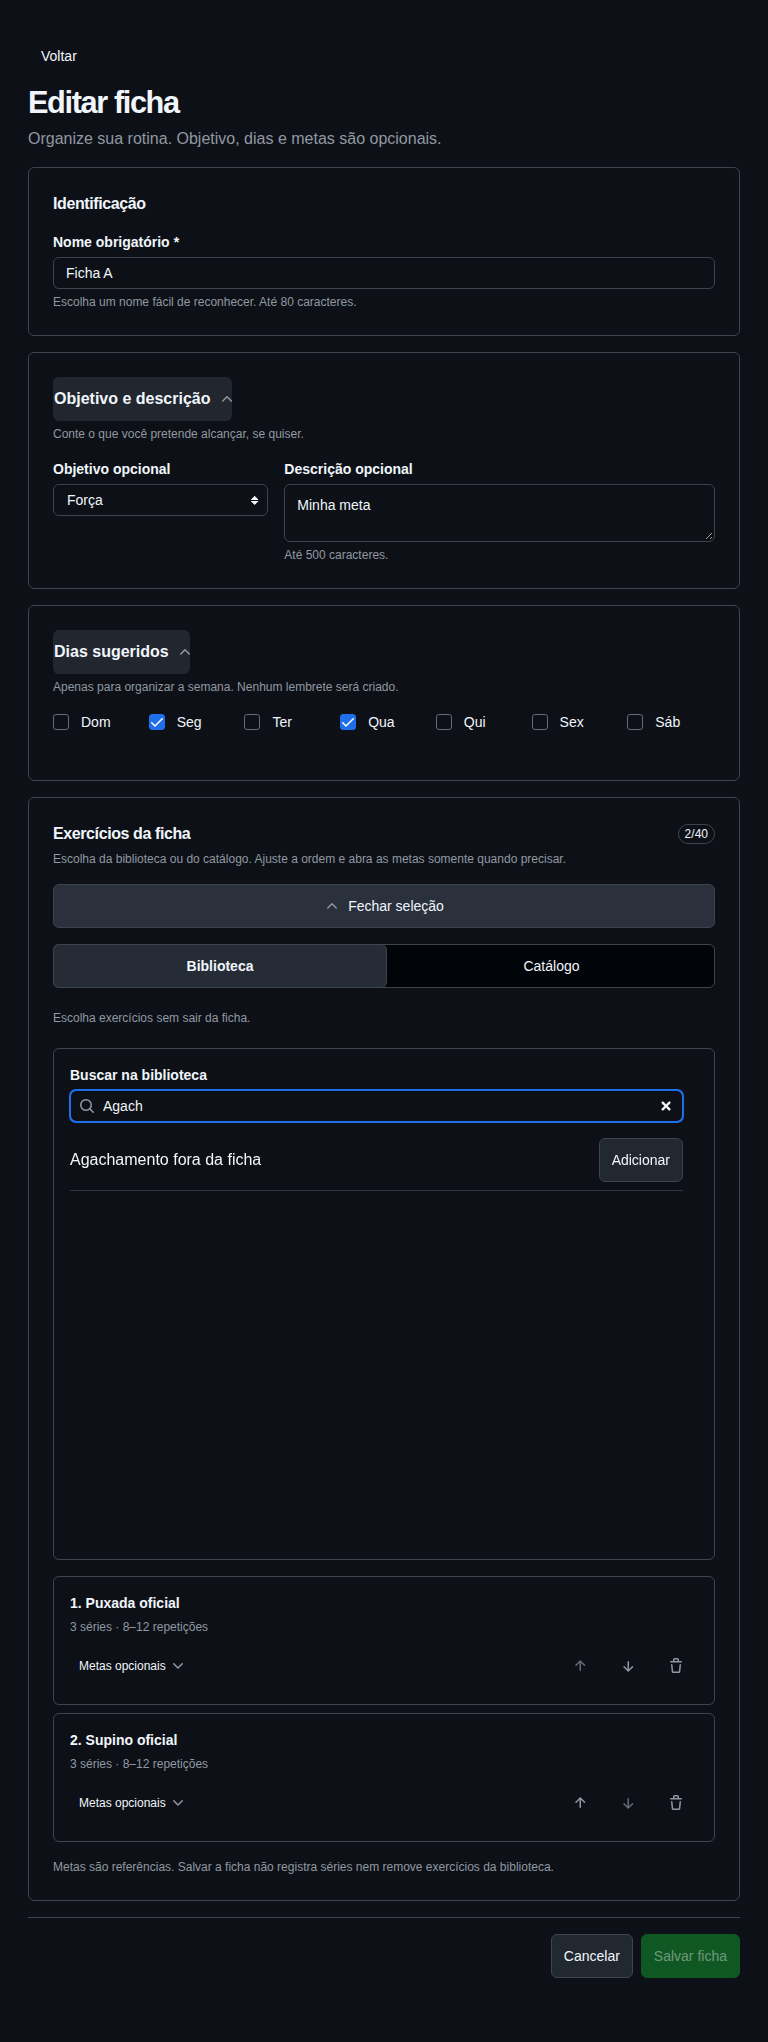 Voltar
Editar ficha
Organize sua rotina. Objetivo, dias e metas são opcionais.
Identificação
Nome obrigatório *
Ficha A
Escolha um nome fácil de reconhecer. Até 80 caracteres.
Objetivo e descrição
Conte o que você pretende alcançar, se quiser.
Objetivo opcional
Força
Descrição opcional
Minha meta
Até 500 caracteres.
Dias sugeridos
Apenas para organizar a semana. Nenhum lembrete será criado.
Dom Seg Ter Qua Qui Sex Sáb
Exercícios da ficha 2/40
Escolha da biblioteca ou do catálogo. Ajuste a ordem e abra as metas somente quando precisar.
Fechar seleção
Biblioteca Catálogo
Escolha exercícios sem sair da ficha.
Buscar na biblioteca
Agach
Agachamento fora da ficha Adicionar
1. Puxada oficial
3 séries · 8–12 repetições
Metas opcionais
2. Supino oficial
3 séries · 8–12 repetições
Metas opcionais
Metas são referências. Salvar a ficha não registra séries nem remove exercícios da biblioteca.
Cancelar Salvar ficha